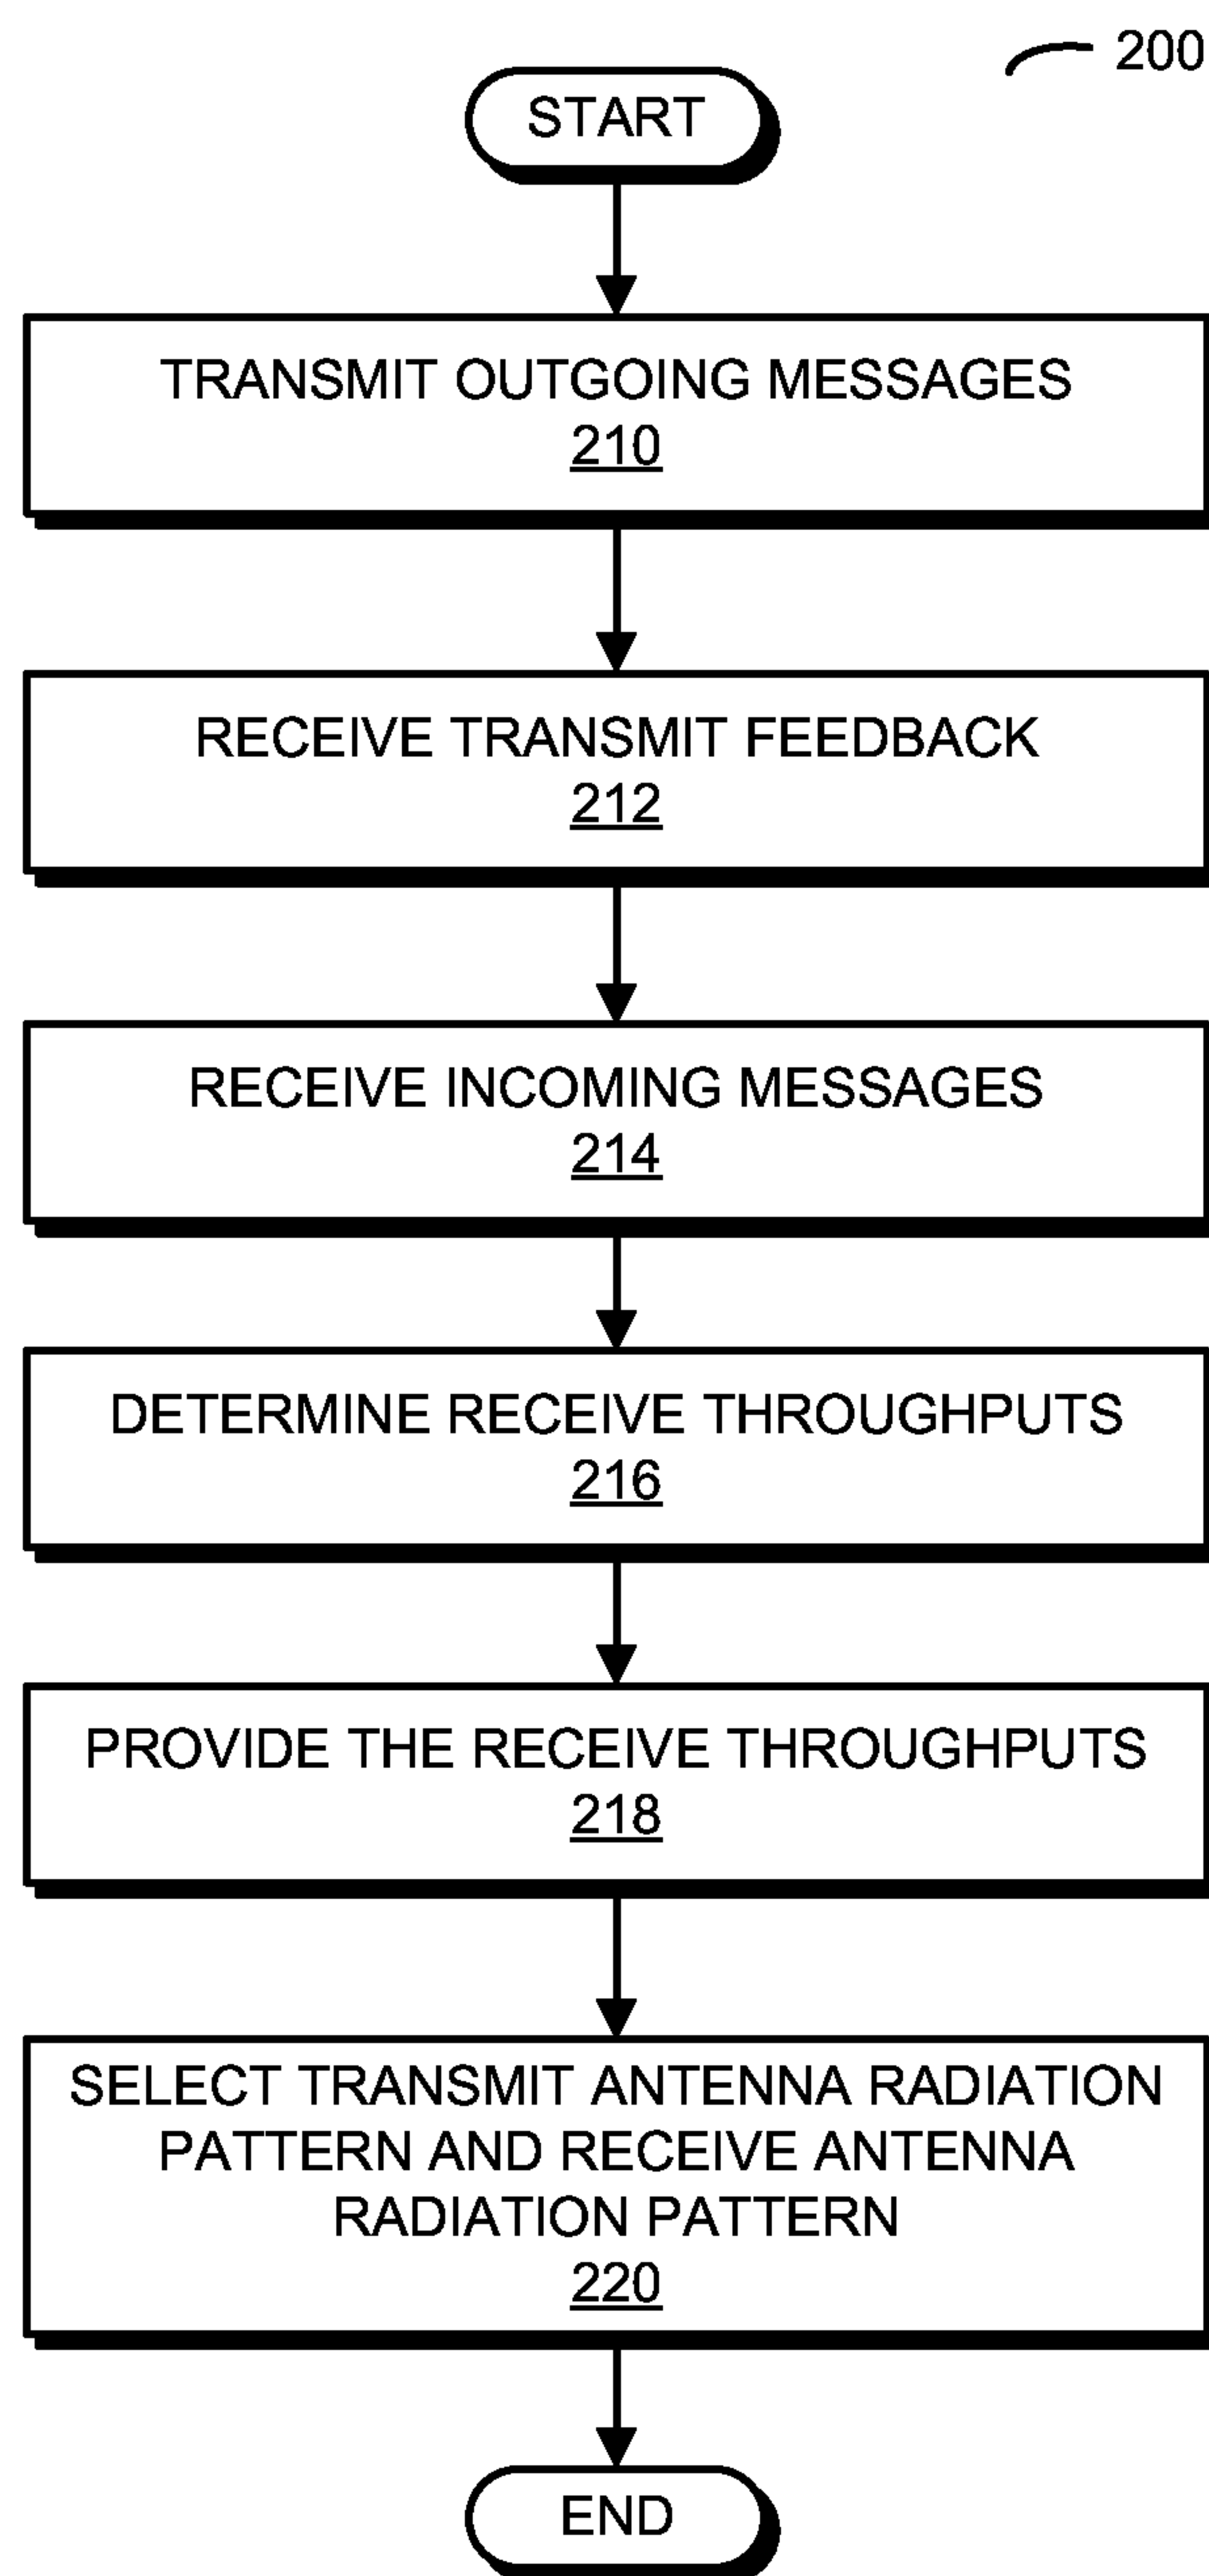 200
START
TRANSMIT OUTGOING MESSAGES
210
RECEIVE TRANSMIT FEEDBACK
212
RECEIVE INCOMING MESSAGES
214
DETERMINE RECEIVE THROUGHPUTS
216
PROVIDE THE RECEIVE THROUGHPUTS
218
SELECT TRANSMIT ANTENNA RADIATION
PATTERN AND RECEIVE ANTENNA
RADIATION PATTERN
220
END